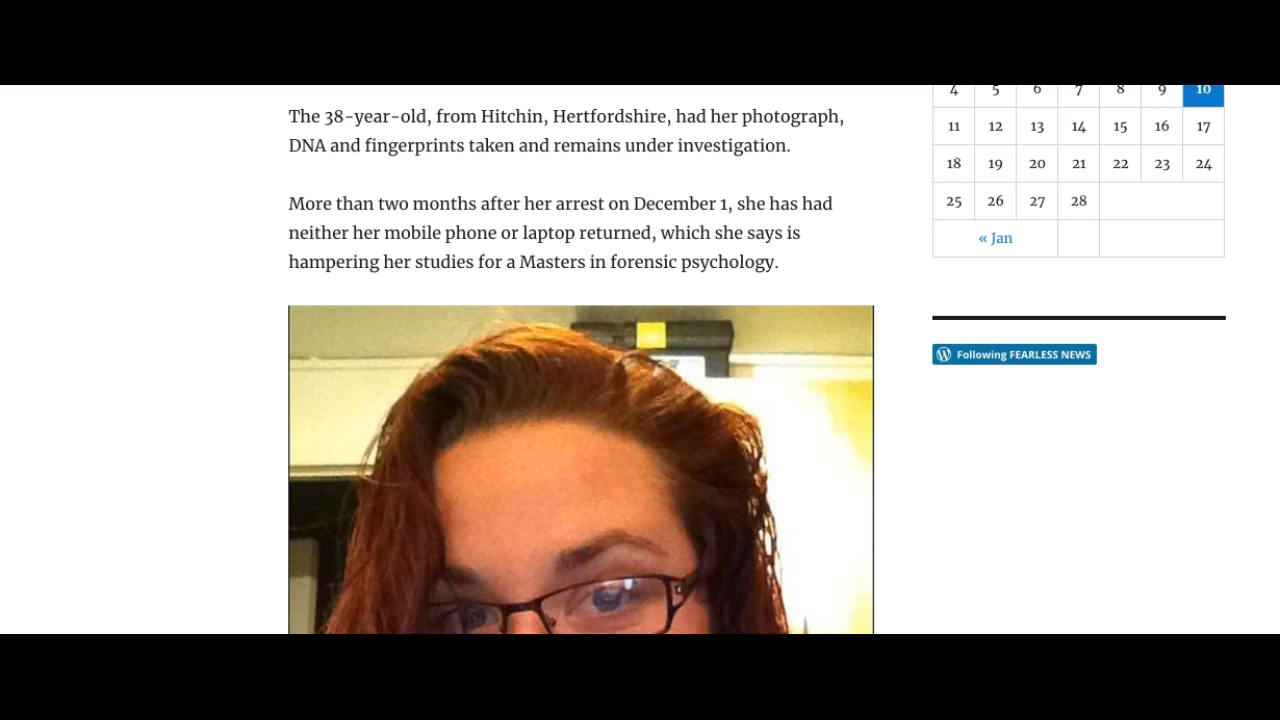 The 38-year-old, from Hitchin, Hertfordshire, had her photograph,
DNA and fingerprints taken and remains under investigation.
More than two months after her arrest on December 1, she has had
neither her mobile phone or laptop returned, which she says is
hampering her studies for a Masters in forensic psychology.
4 5 6 7 8 9 10
11 12 13 14 15 16 17
18 19 20 21 22 23 24
25 26 27 28
« Jan
Following FEARLESS NEWS